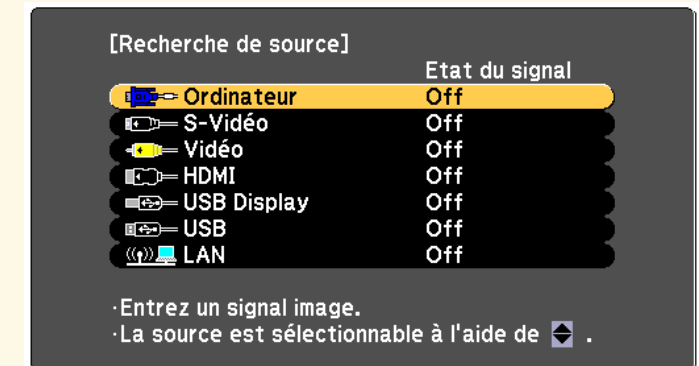 [Recherche de source]
Etat du signal
Ordinateur Off
S-Vidéo Off
Vidéo Off
HDMI Off
USB Display Off
USB Off
LAN Off
·Entrez un signal image.
·La source est sélectionnable à l'aide de .